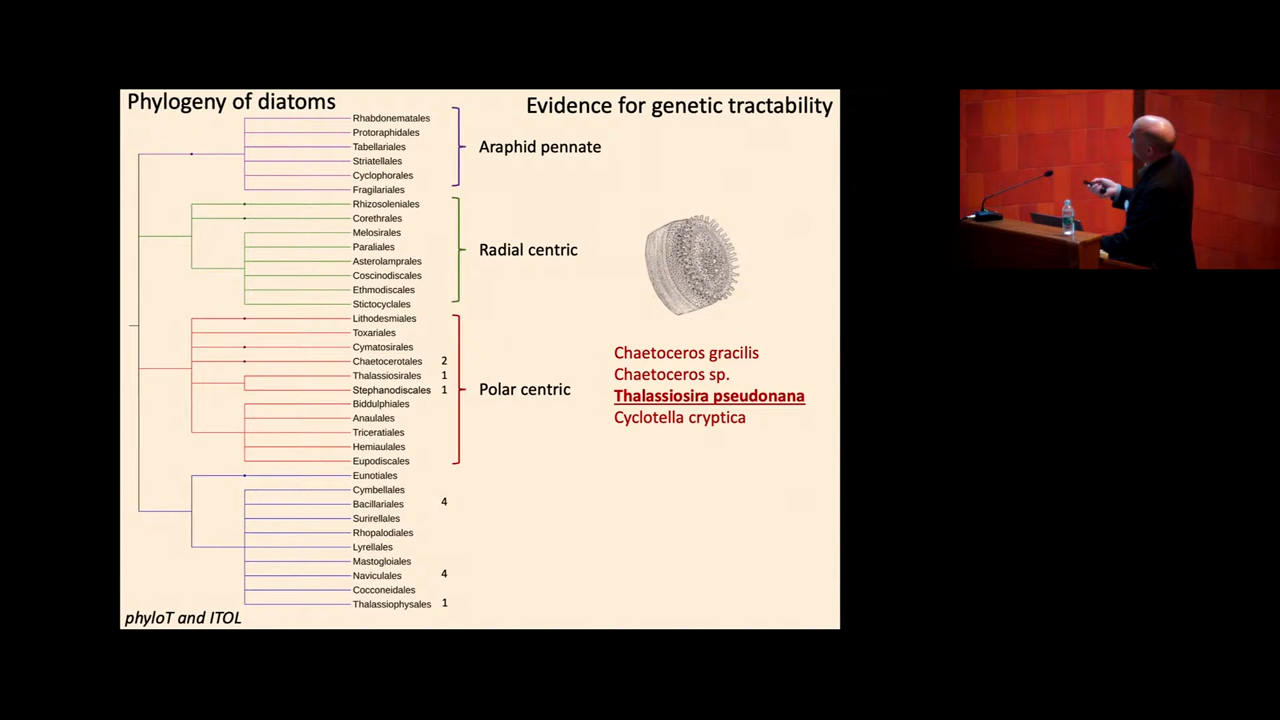 Phylogeny of diatoms
Evidence for genetic tractability
Rhabdonematales
Protoraphidales
Tabellariales
Striatellales
Cyclophorales
Fragilariales
Araphid pennate
Rhizosoleniales
Corethrales
Melosirales
Paraliales
Asterolamprales
Coscinodiscales
Ethmodiscales
Stictocyclales
Radial centric
Lithodesmiales
Toxariales
Cymatosirales
Chaetocerotales 2
Thalassiosirales 1
Stephanodiscales 1
Biddulphiales
Anaulales
Triceratiales
Hemiaulales
Eupodiscales
Polar centric
Chaetoceros gracilis
Chaetoceros sp.
Thalassiosira pseudonana
Cyclotella cryptica
Eunotiales
Cymbellales
Bacillariales 4
Surirellales
Rhopalodiales
Lyrellales
Mastogloiales
Naviculales 4
Cocconeidales
Thalassiophysales 1
phyloT and ITOL